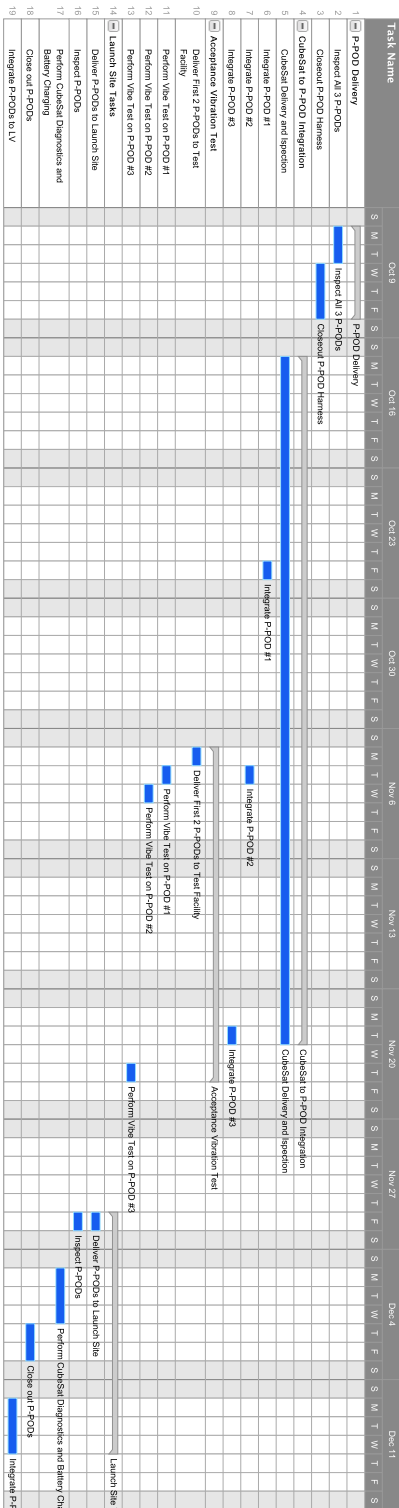 Task Name
Oct 9 Oct 16 Oct 23 Oct 30 Nov 6 Nov 13 Nov 20 Nov 27 Dec 4 Dec 11
S M T W T F S S M T W T F S S M T W T F S S M T W T F S S M T W T F S S M T W T F S S M T W T F S S M T W T F S S M T W T F S S M T W T F S
1 P-POD Delivery P-POD Delivery
2 Inspect All 3 P-PODs Inspect All 3 P-PODs
3 Closeout P-POD Harness Closeout P-POD Harness
4 CubeSat to P-POD Integration CubeSat to P-POD Integration
5 CubeSat Delivery and Ispection CubeSat Delivery and Ispection
6 Integrate P-POD #1 Integrate P-POD #1
7 Integrate P-POD #2 Integrate P-POD #2
8 Integrate P-POD #3 Integrate P-POD #3
9 Acceptance Vibration Test Acceptance Vibration Test
10 Deliver First 2 P-PODs to Test Deliver First 2 P-PODs to Test Facility
Facility
11 Perform Vibe Test on P-POD #1 Perform Vibe Test on P-POD #1
12 Perform Vibe Test on P-POD #2 Perform Vibe Test on P-POD #2
13 Perform Vibe Test on P-POD #3 Perform Vibe Test on P-POD #3
14 Launch Site Tasks Launch Site
15 Deliver P-PODs to Launch Site Deliver P-PODs to Launch Site
16 Inspect P-PODs Inspect P-PODs
17 Perform CubeSat Diagnostics and Perform CubeSat Diagnostics and Battery Cha
Battery Charging
18 Close out P-PODs Close out P-PODs
19 Integrate P-PODs to LV Integrate P-P